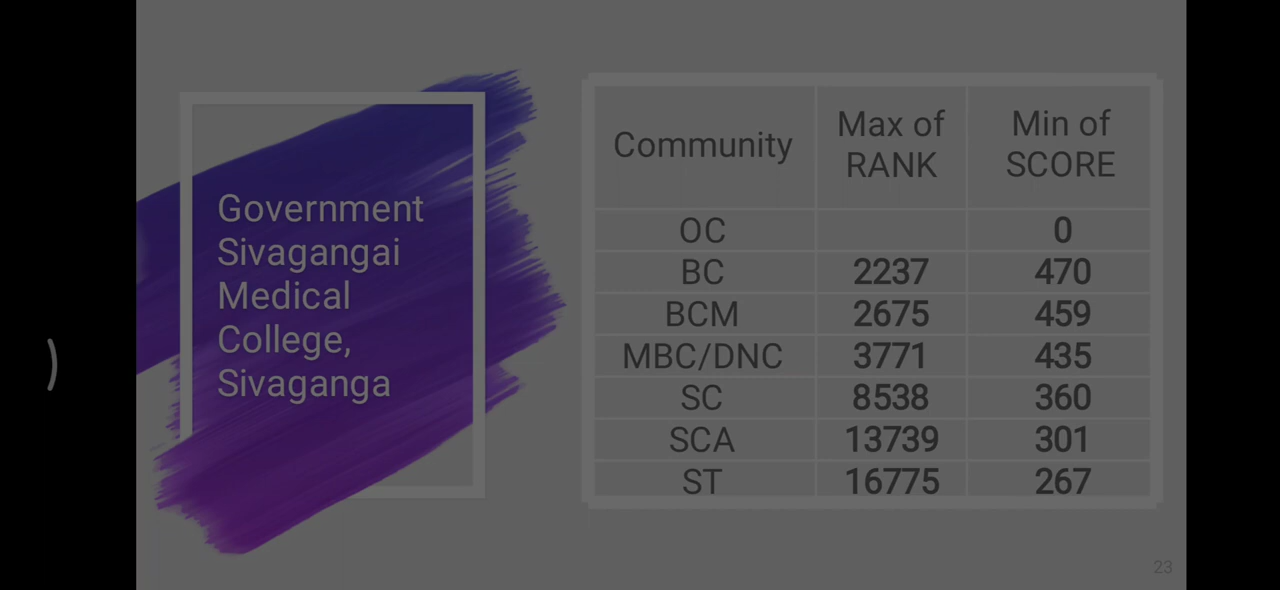 Government
Sivagangai
Medical
College,
Sivaganga
Community Max of RANK Min of SCORE
OC 0
BC 2237 470
BCM 2675 459
MBC/DNC 3771 435
SC 8538 360
SCA 13739 301
ST 16775 267
23